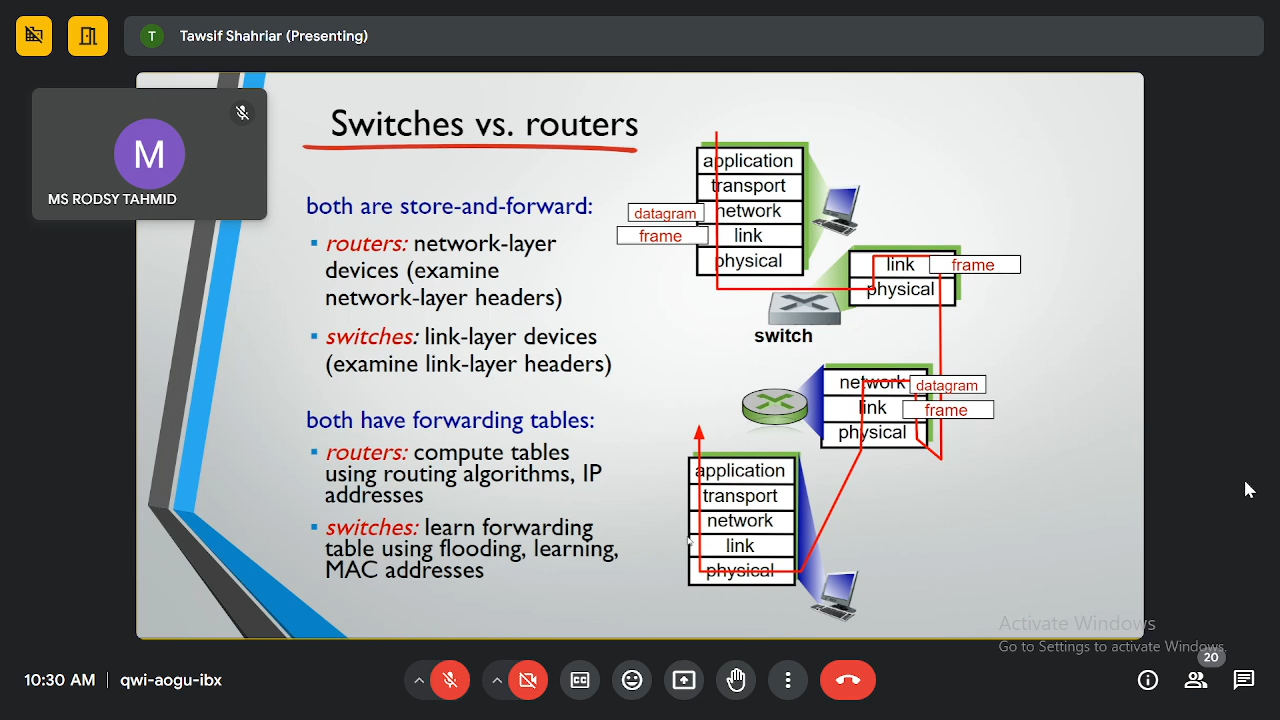 T Tawsif Shahriar (Presenting)
M
MS RODSY TAHMID
Switches vs. routers
both are store-and-forward:
▪ routers: network-layer
devices (examine
network-layer headers)
▪ switches: link-layer devices
(examine link-layer headers)
both have forwarding tables:
▪ routers: compute tables
using routing algorithms, IP
addresses
▪ switches: learn forwarding
table using flooding, learning,
MAC addresses
application
transport
datagram network
frame link
physical
link frame
physical
switch
network datagram
link frame
physical
application
transport
network
link
physical
Activate Windows
Go to Settings to activate Windows.
10:30 AM | qwi-aogu-ibx
CC
20